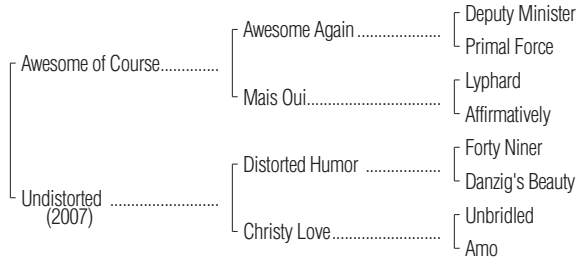 Deputy Minister
Awesome Again
Primal Force
Awesome of Course
Lyphard
Mais Oui
Affirmatively
Forty Niner
Distorted Humor
Danzig's Beauty
Undistorted
(2007)
Unbridled
Christy Love
Amo